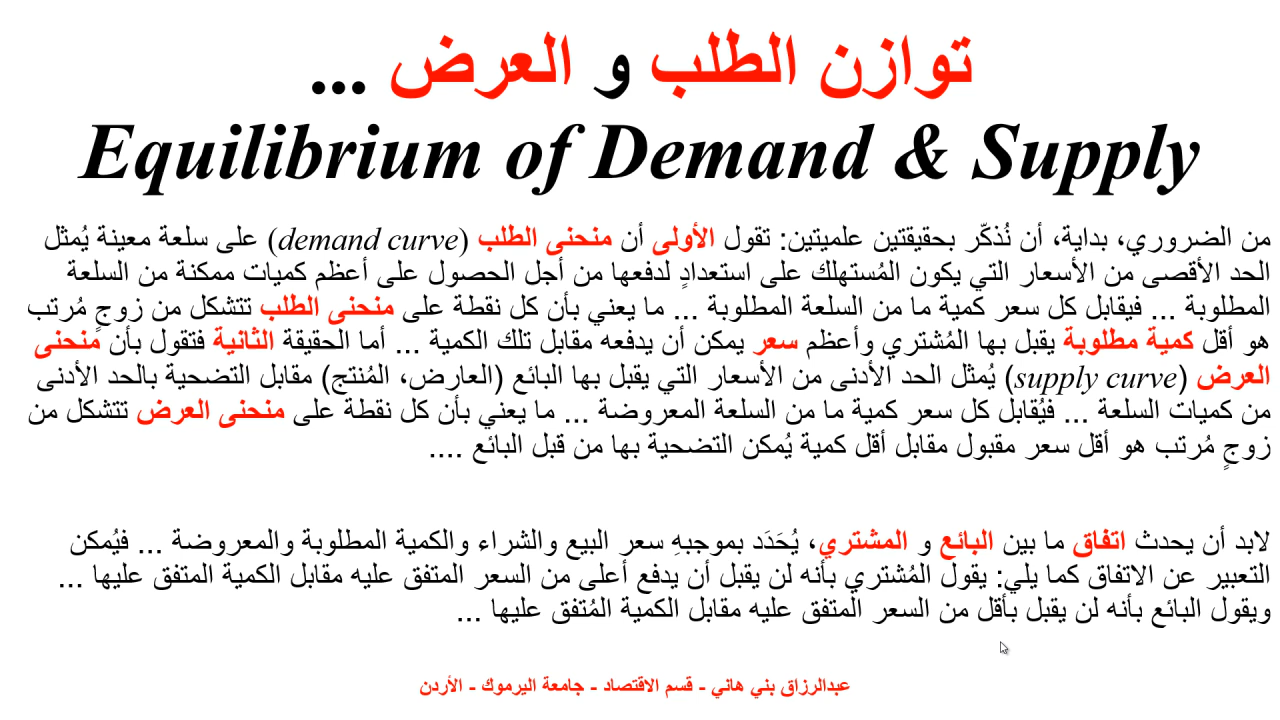 توازن الطلب و العرض ...
Equilibrium of Demand & Supply
من الضروري، بداية، أن نُذكّر بحقيقتين علميتين: تقول الأولى أن منحنى الطلب (demand curve) على سلعة معينة يُمثل
الحد الأقصى من الأسعار التي يكون المُستهلك على استعدادٍ لدفعها من أجل الحصول على أعظم كميات ممكنة من السلعة
المطلوبة ... فيقابل كل سعر كمية ما من السلعة المطلوبة ... ما يعني بأن كل نقطة على منحنى الطلب تتشكل من زوجٍ مُرتب
هو أقل كمية مطلوبة يقبل بها المُشتري وأعظم سعر يمكن أن يدفعه مقابل تلك الكمية ... أما الحقيقة الثانية فتقول بأن منحنى
العرض (supply curve) يُمثل الحد الأدنى من الأسعار التي يقبل بها البائع (العارض، المُنتج) مقابل التضحية بالحد الأدنى
من كميات السلعة ... فيُقابل كل سعر كمية ما من السلعة المعروضة ... ما يعني بأن كل نقطة على منحنى العرض تتشكل من
زوجٍ مُرتب هو أقل سعر مقبول مقابل أقل كمية يُمكن التضحية بها من قبل البائع ....
لابد أن يحدث اتفاق ما بين البائع و المشتري، يُحَدَد بموجبهِ سعر البيع والشراء والكمية المطلوبة والمعروضة ... فيُمكن
التعبير عن الاتفاق كما يلي: يقول المُشتري بأنه لن يقبل أن يدفع أعلى من السعر المتفق عليه مقابل الكمية المتفق عليها ...
ويقول البائع بأنه لن يقبل بأقل من السعر المتفق عليه مقابل الكمية المُتفق عليها ...
عبدالرزاق بني هاني - قسم الاقتصاد - جامعة اليرموك - الأردن